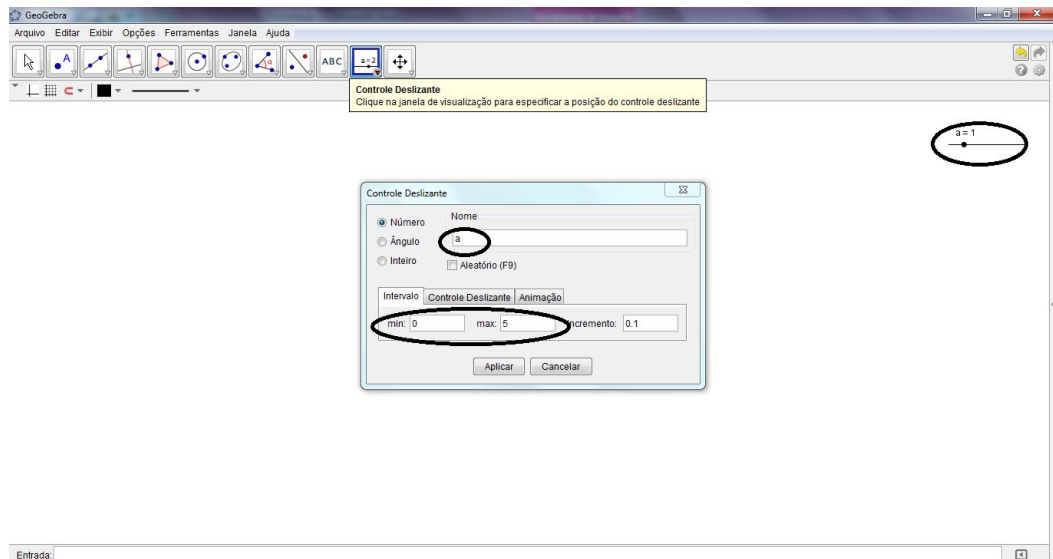 GeoGebra
Arquivo Editar Exibir Opções Ferramentas Janela Ajuda
A α ABC a=2
Controle Deslizante
Clique na janela de visualização para especificar a posição do controle deslizante
a = 1
Controle Deslizante
Número
Ângulo
Inteiro
Nome
a
Aleatório (F9)
Intervalo Controle Deslizante Animação
min: 0 max: 5 Incremento: 0.1
Aplicar Cancelar
Entrada: